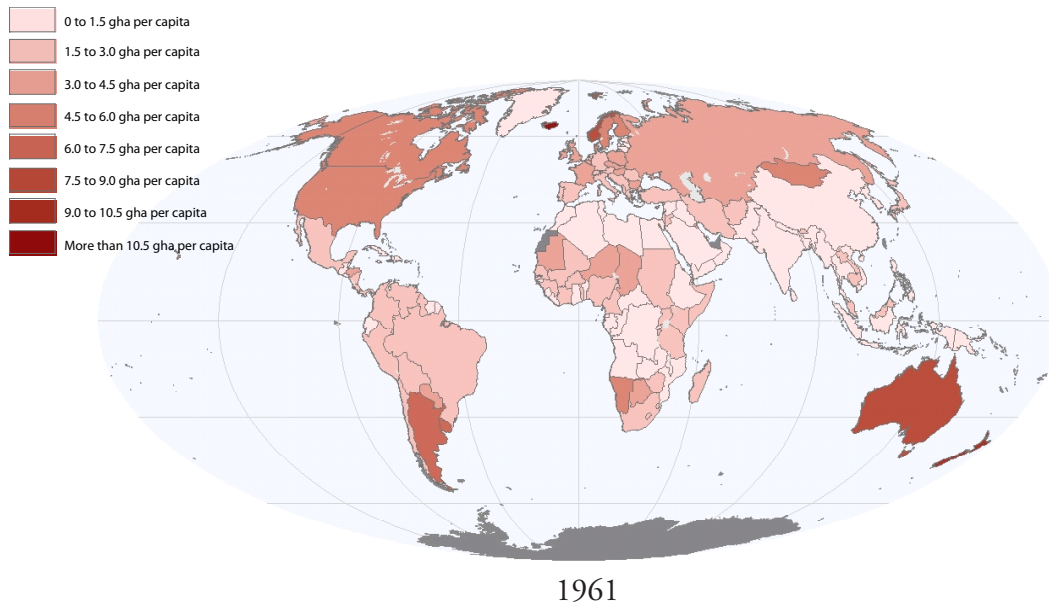 0 to 1.5 gha per capita
1.5 to 3.0 gha per capita
3.0 to 4.5 gha per capita
4.5 to 6.0 gha per capita
6.0 to 7.5 gha per capita
7.5 to 9.0 gha per capita
9.0 to 10.5 gha per capita
More than 10.5 gha per capita
1961